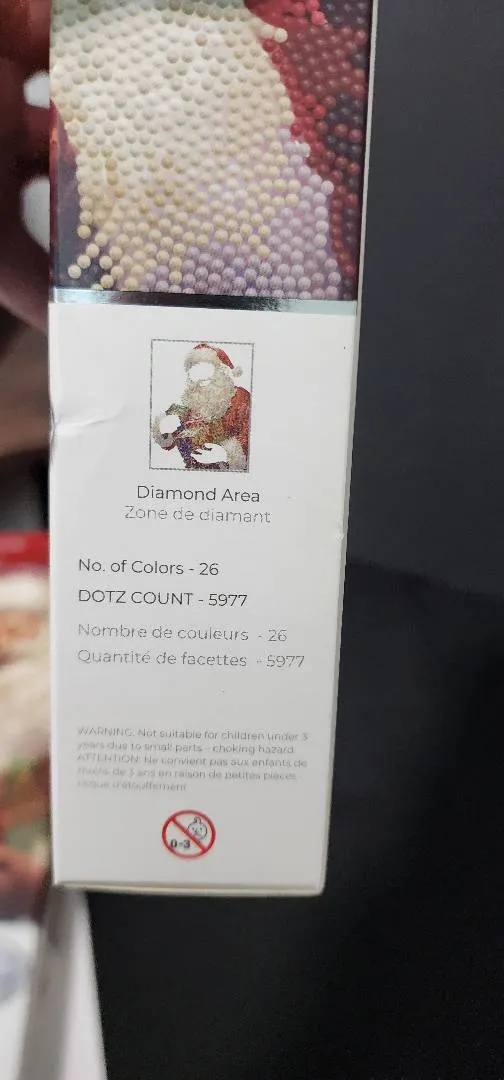 Diamond Area
Zone de diamant
No. of Colors - 26
DOTZ COUNT - 5977
Nombre de couleurs - 26
Quantité de facettes - 5977
WARNING: Not suitable for children under 3
years due to small parts - choking hazard
ATTENTION: Ne convient pas aux enfants de
moins de 3 ans en raison de petites pièces
risque d'étouffement
0-3